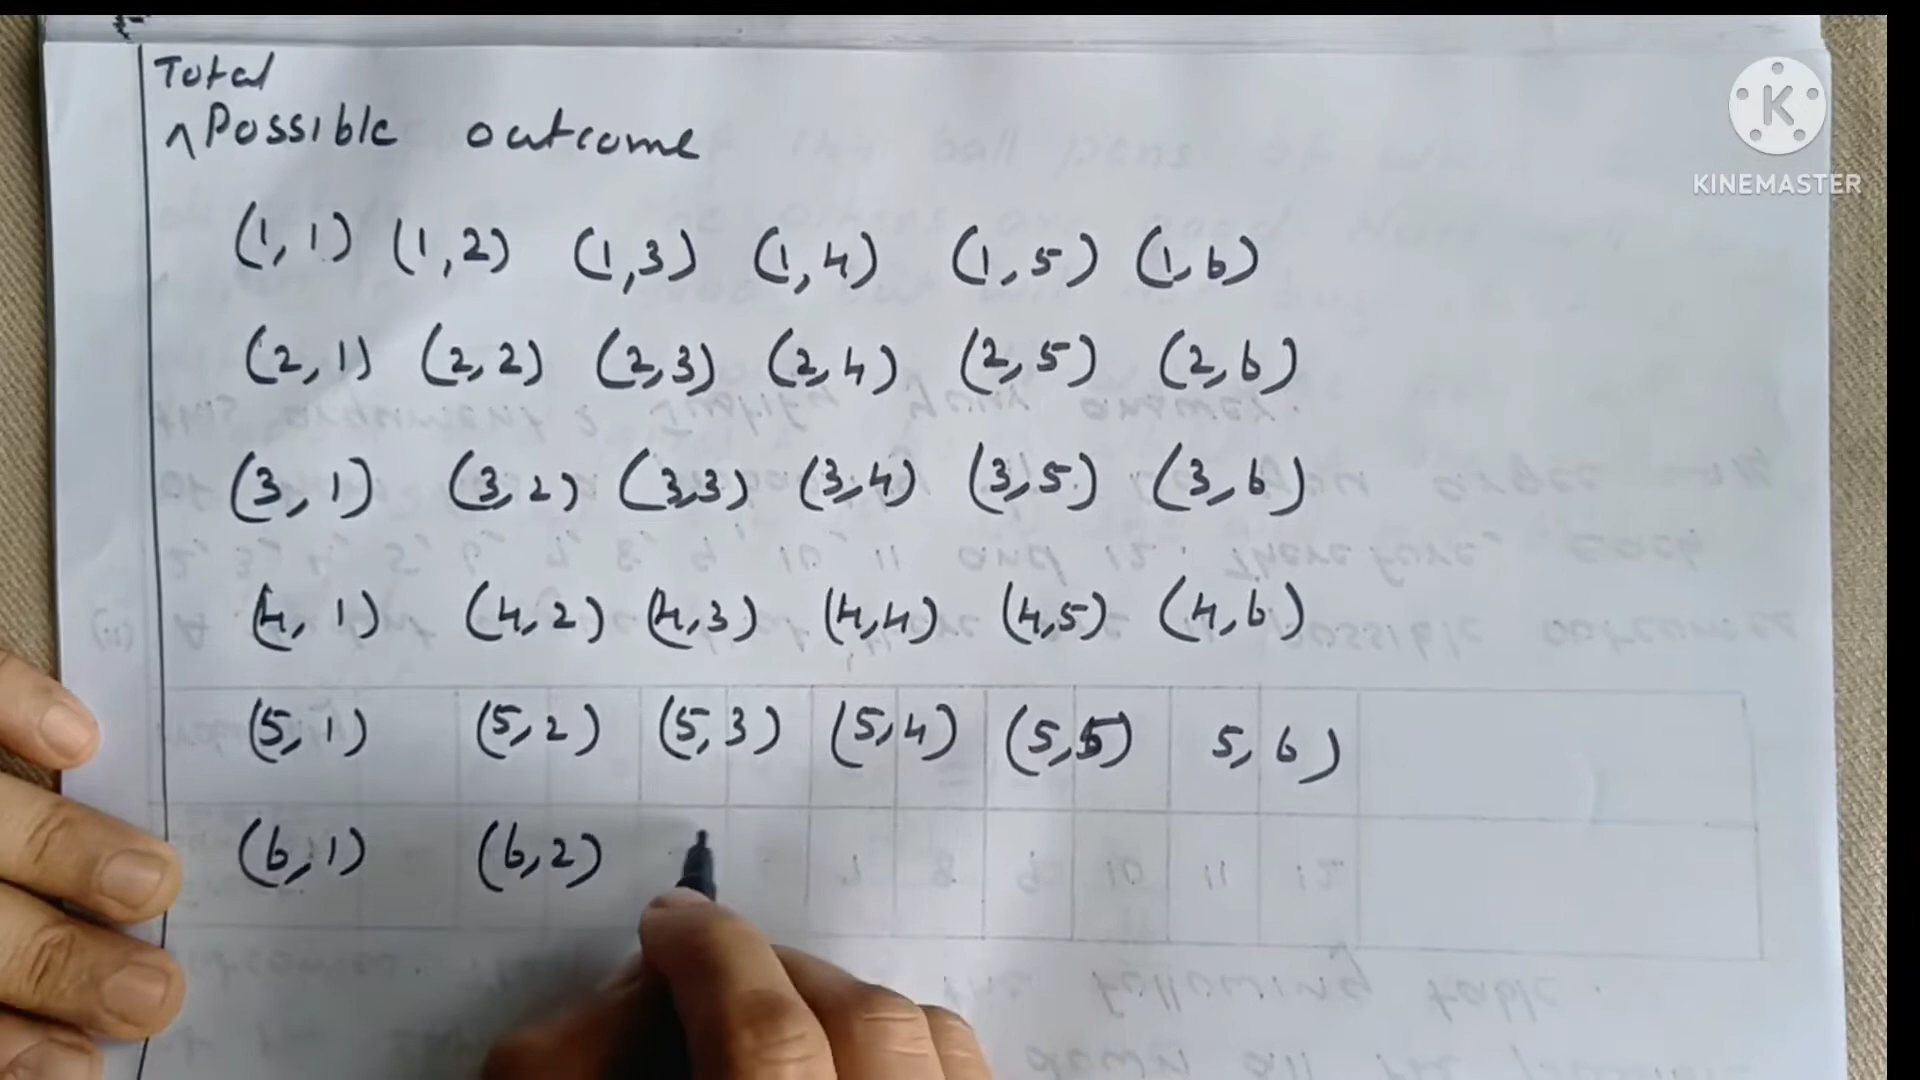 Total
^Possible outcome
K
KINEMASTER
(1, 1) (1, 2) (1, 3) (1, 4) (1, 5) (1, 6)
(2, 1) (2, 2) (2, 3) (2, 4) (2, 5) (2, 6)
(3, 1) (3, 2) (3,3) (3, 4) (3, 5) (3, 6)
(4, 1) (4, 2) (4, 3) (4, 4) (4, 5) (4, 6)
(5, 1) (5, 2) (5, 3) (5, 4) (5, 5) 5, 6)
(6, 1) (6, 2)